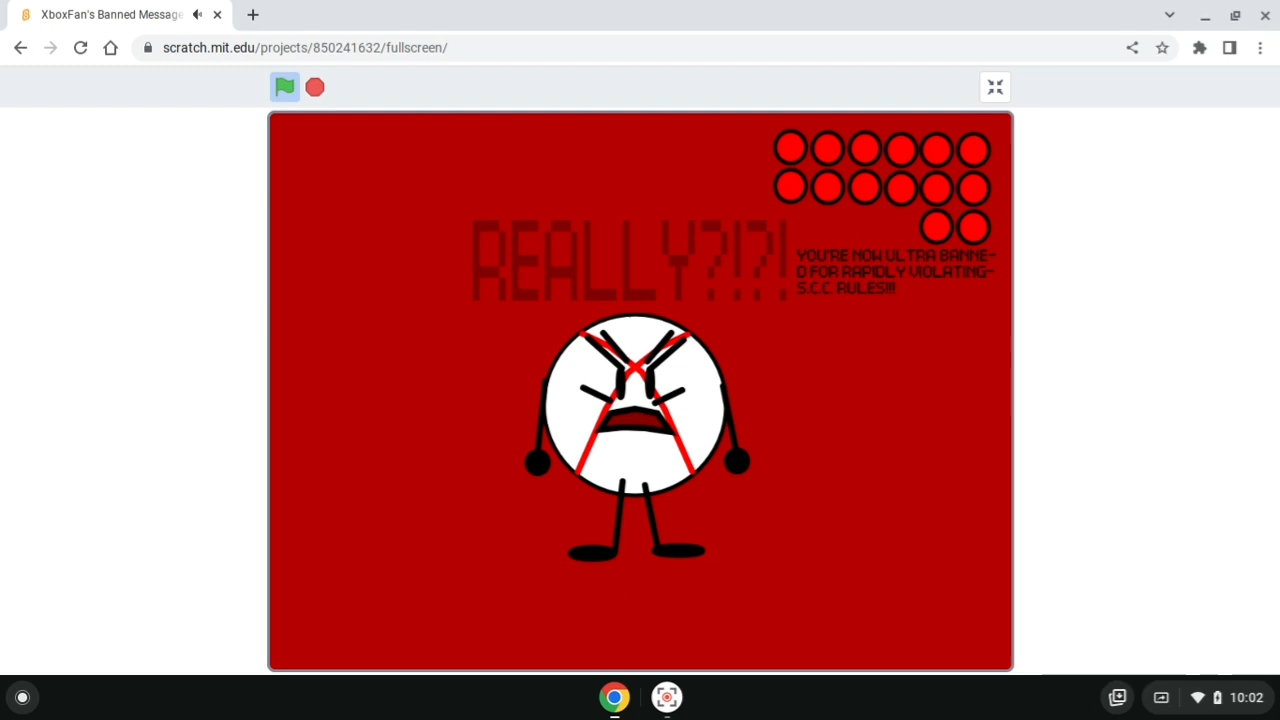 XboxFan's Banned Message
scratch.mit.edu/projects/850241632/fullscreen/
REALLY?!?!
YOU'RE NOW ULTRA BANNE-
D FOR RAPIDLY VIOLATING-
S.C.C. RULES!!!
10:02